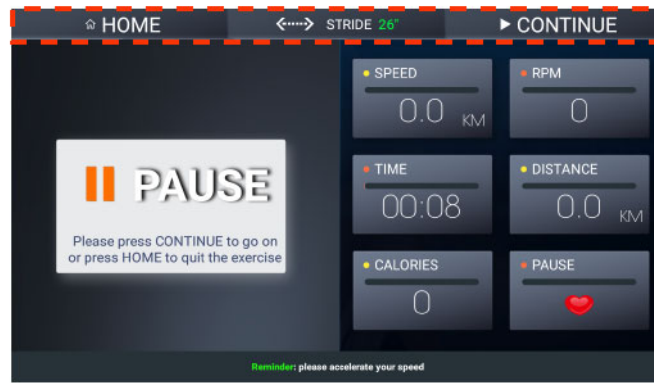 HOME
STRIDE 26"
CONTINUE
PAUSE
Please press CONTINUE to go on
or press HOME to quit the exercise
SPEED
0.0 KM
RPM
0
TIME
00:08
DISTANCE
0.0 KM
CALORIES
0
PAUSE
Reminder: please accelerate your speed